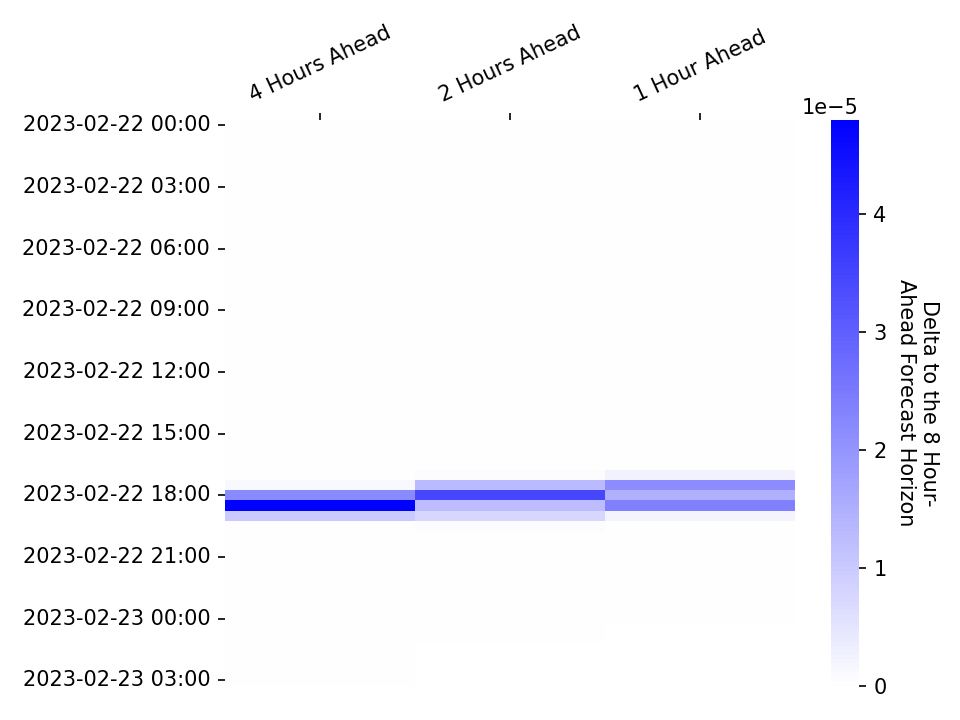 4 Hours Ahead
2 Hours Ahead
1 Hour Ahead
1e−5
2023-02-22 00:00
2023-02-22 03:00
2023-02-22 06:00
2023-02-22 09:00
2023-02-22 12:00
2023-02-22 15:00
2023-02-22 18:00
2023-02-22 21:00
2023-02-23 00:00
2023-02-23 03:00
4
3
2
1
0
Delta to the 8 Hour-
Ahead Forecast Horizon